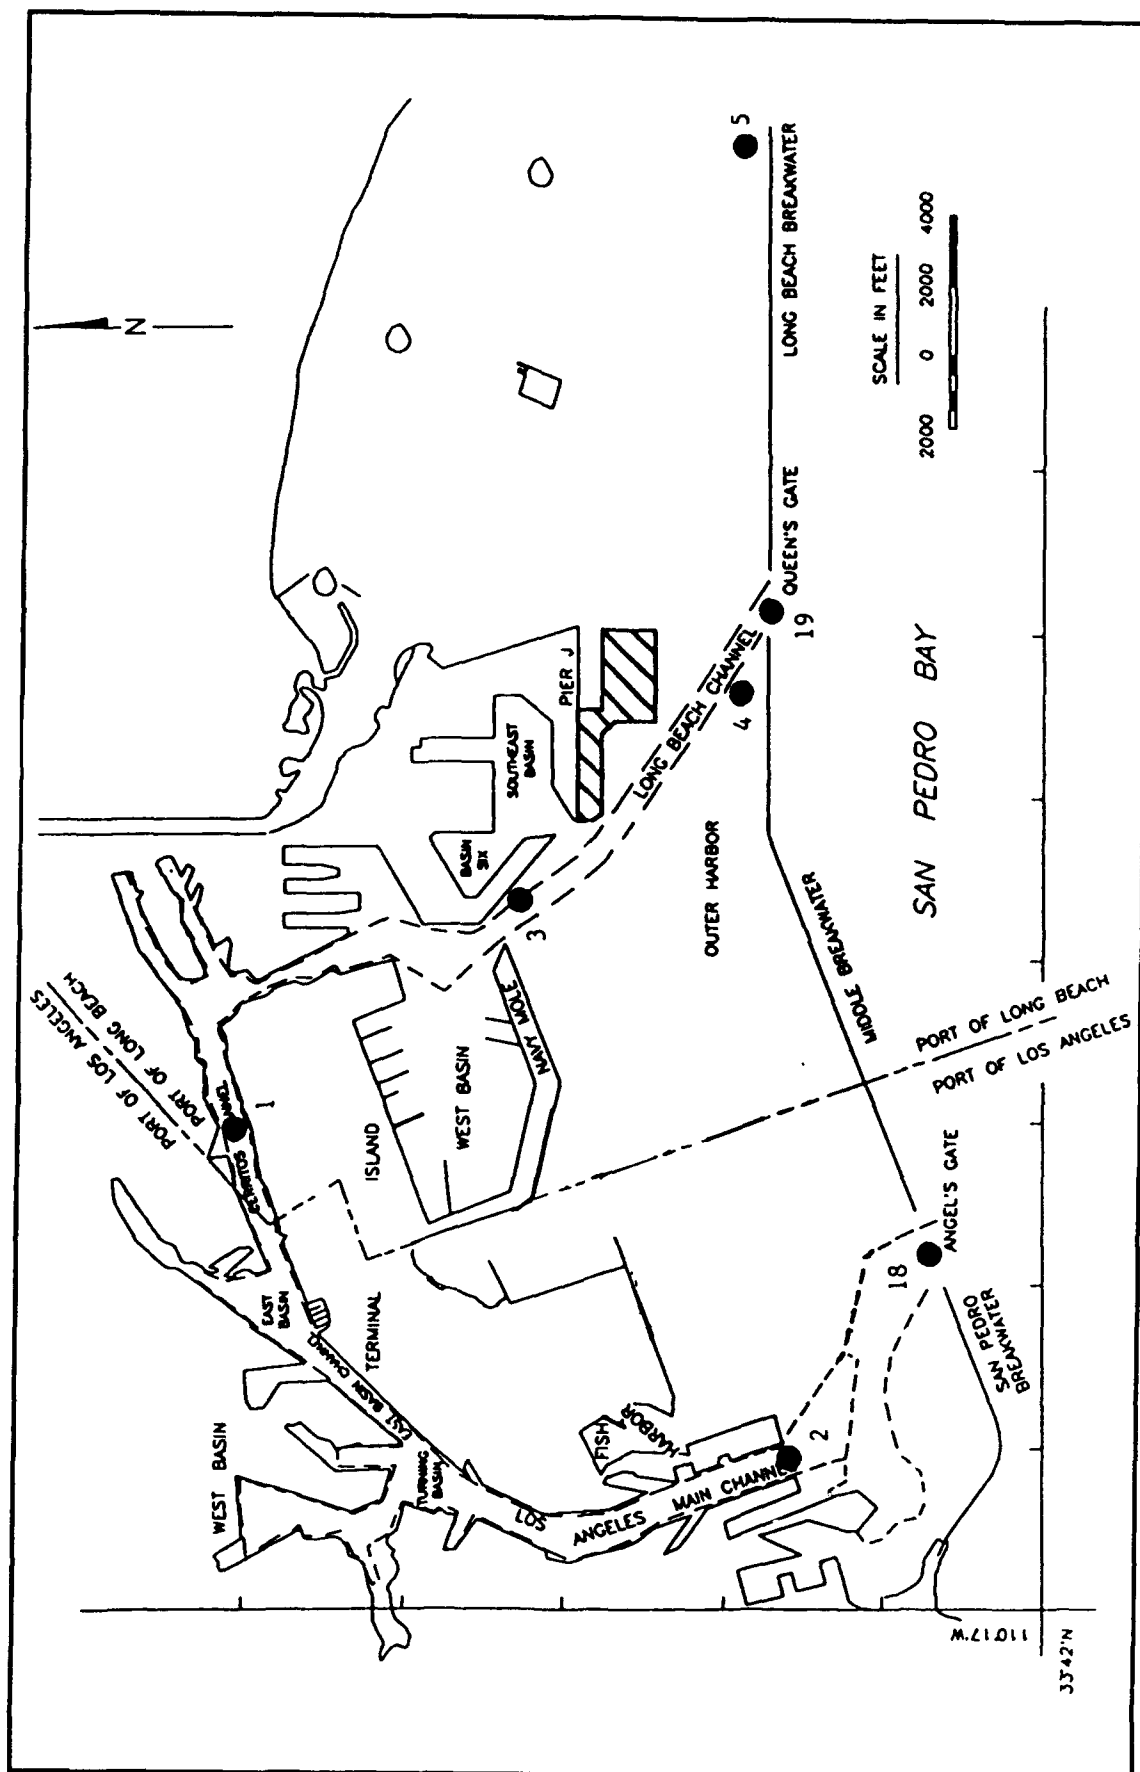 N
PORT OF LOS ANGELES
PORT OF LONG BEACH
CERRITOS
1
EAST
BASIN
WEST BASIN
TURNING
BASIN
EAST BASIN CHANNEL
TERMINAL
ISLAND
WEST BASIN
NAVY MOLE
BASIN
SIX
SOUTHEAST
BASIN
PIER J
3
LONG BEACH CHANNEL
4
5
LONG BEACH BREAKWATER
QUEEN'S GATE
19
OUTER HARBOR
FISH
HARBOR
LOS
ANGELES
MAIN CHANNEL
2
18
ANGEL'S GATE
SAN PEDRO
BREAKWATER
MIDDLE BREAKWATER
PORT OF LONG BEACH
PORT OF LOS ANGELES
SAN PEDRO BAY
SCALE IN FEET
2000 0 2000 4000
110°17'W
33°42'N